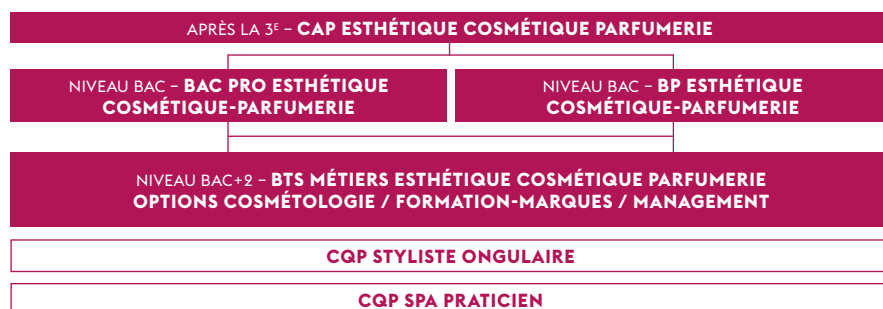 APRÈS LA 3E – CAP ESTHÉTIQUE COSMÉTIQUE PARFUMERIE
NIVEAU BAC – BAC PRO ESTHÉTIQUE
COSMÉTIQUE-PARFUMERIE
NIVEAU BAC – BP ESTHÉTIQUE
COSMÉTIQUE-PARFUMERIE
NIVEAU BAC+2 – BTS MÉTIERS ESTHÉTIQUE COSMÉTIQUE PARFUMERIE
OPTIONS COSMÉTOLOGIE / FORMATION-MARQUES / MANAGEMENT
CQP STYLISTE ONGULAIRE
CQP SPA PRATICIEN